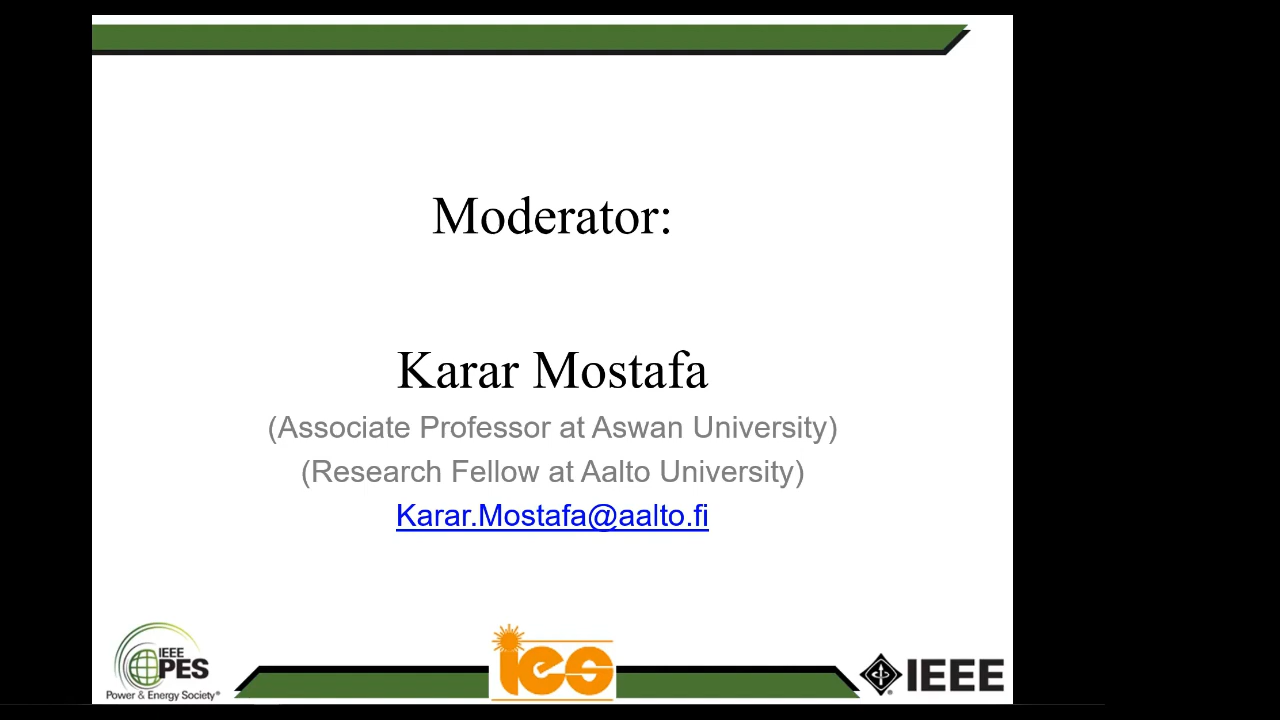 Moderator:
Karar Mostafa
(Associate Professor at Aswan University)
(Research Fellow at Aalto University)
Karar.Mostafa@aalto.fi
IEEE
PES
Power & Energy Society®
ies
IEEE